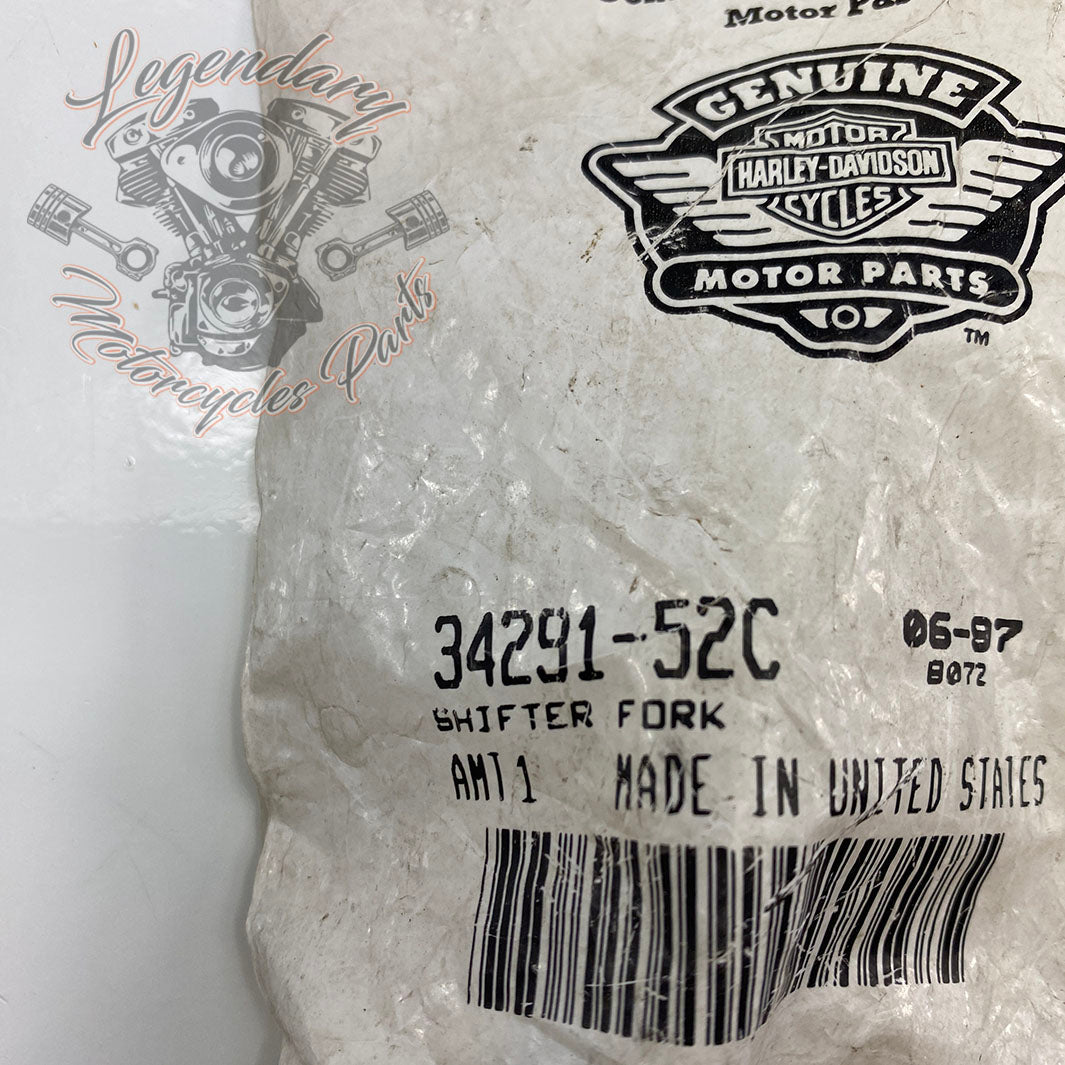 Motor
GENUINE
MOTOR
HARLEY-DAVIDSON
CYCLES
MOTOR PARTS
TM
Legendary
Motorcycles Parts
34291-52C
06-97
8072
SHIFTER FORK
AMT 1 MADE IN UNITED STATES